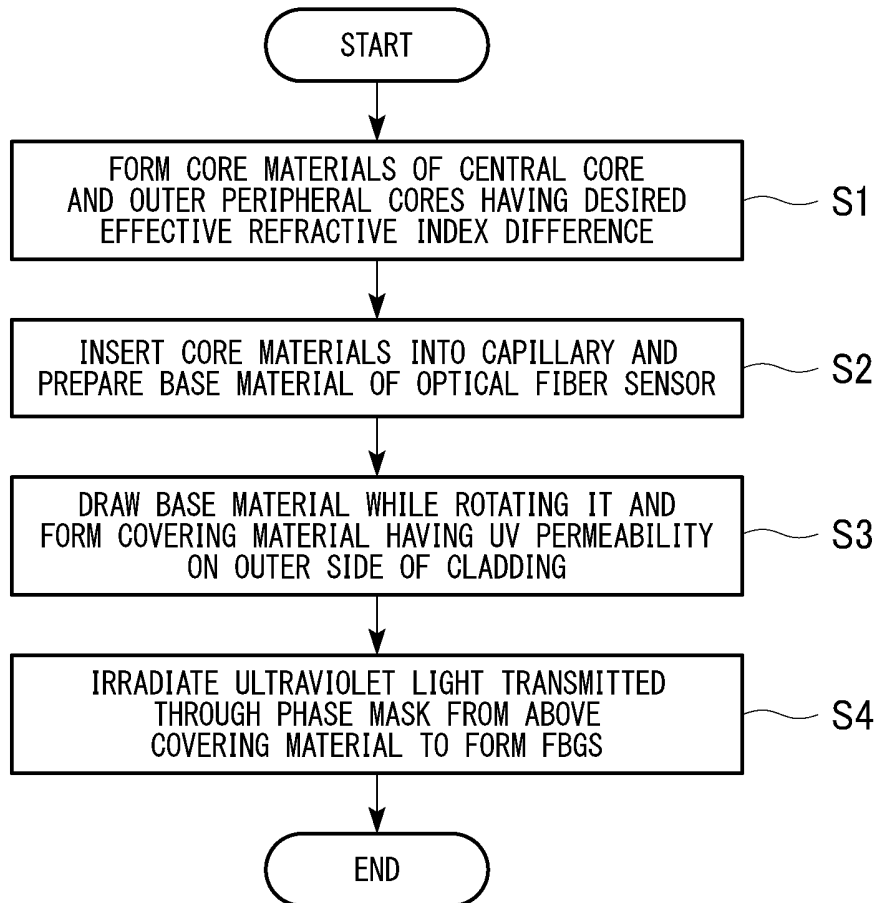 START
FORM CORE MATERIALS OF CENTRAL CORE
AND OUTER PERIPHERAL CORES HAVING DESIRED
EFFECTIVE REFRACTIVE INDEX DIFFERENCE
S1
INSERT CORE MATERIALS INTO CAPILLARY AND
PREPARE BASE MATERIAL OF OPTICAL FIBER SENSOR
S2
DRAW BASE MATERIAL WHILE ROTATING IT AND
FORM COVERING MATERIAL HAVING UV PERMEABILITY
ON OUTER SIDE OF CLADDING
S3
IRRADIATE ULTRAVIOLET LIGHT TRANSMITTED
THROUGH PHASE MASK FROM ABOVE
COVERING MATERIAL TO FORM FBGS
S4
END